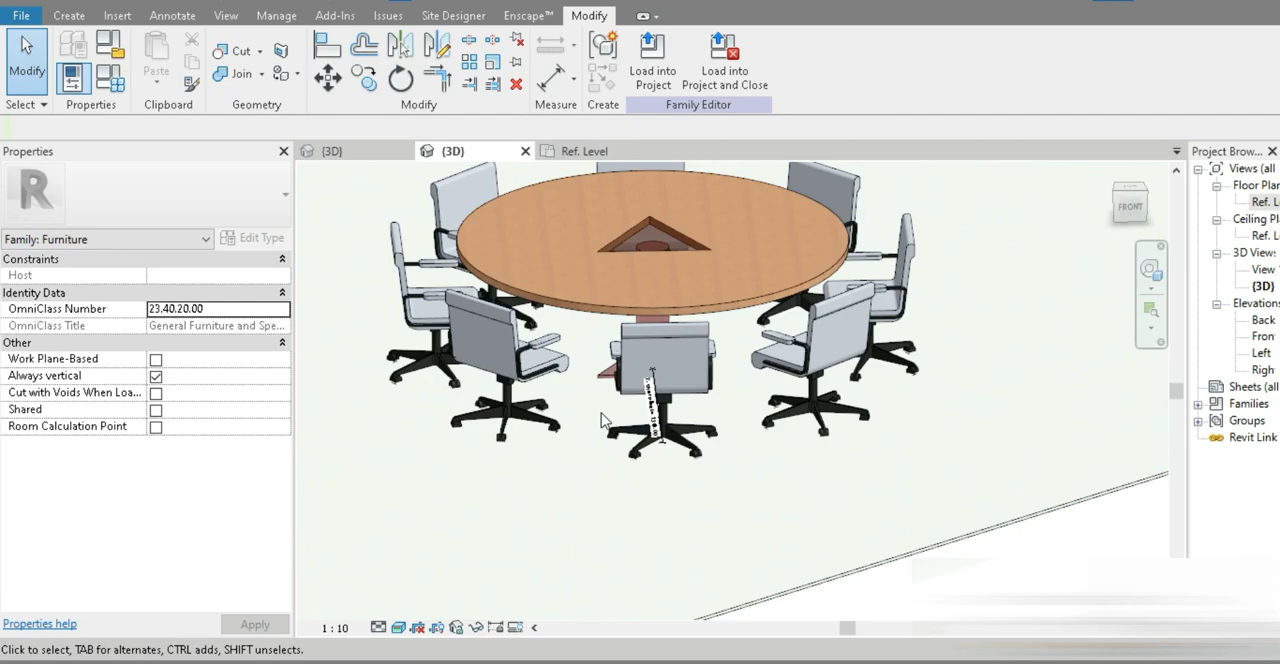 File Create Insert Annotate View Manage Add-Ins Issues Site Designer Enscape™ Modify
Modify
Select ▼
Properties
Paste
Clipboard
Cut
Join
Geometry
Modify
Measure
Create
Load into
Project
Load into
Project and Close
Family Editor
Properties
{3D}
{3D}
Ref. Level
Project Brow...
R
Family: Furniture
Edit Type
Constraints
Host
Identity Data
OmniClass Number 23.40.20.00
OmniClass Title General Furniture and Spe...
Other
Work Plane-Based
Always vertical
Cut with Voids When Loa...
Shared
Room Calculation Point
Properties help
Apply
FRONT
Views (all
Floor Plan
Ref. L
Ceiling Pl
Ref. L
3D Views
View
{3D}
Elevations
Back
Fron
Left
Righ
Sheets (all
Families
Groups
Revit Link
1 : 10
Click to select, TAB for alternates, CTRL adds, SHIFT unselects.